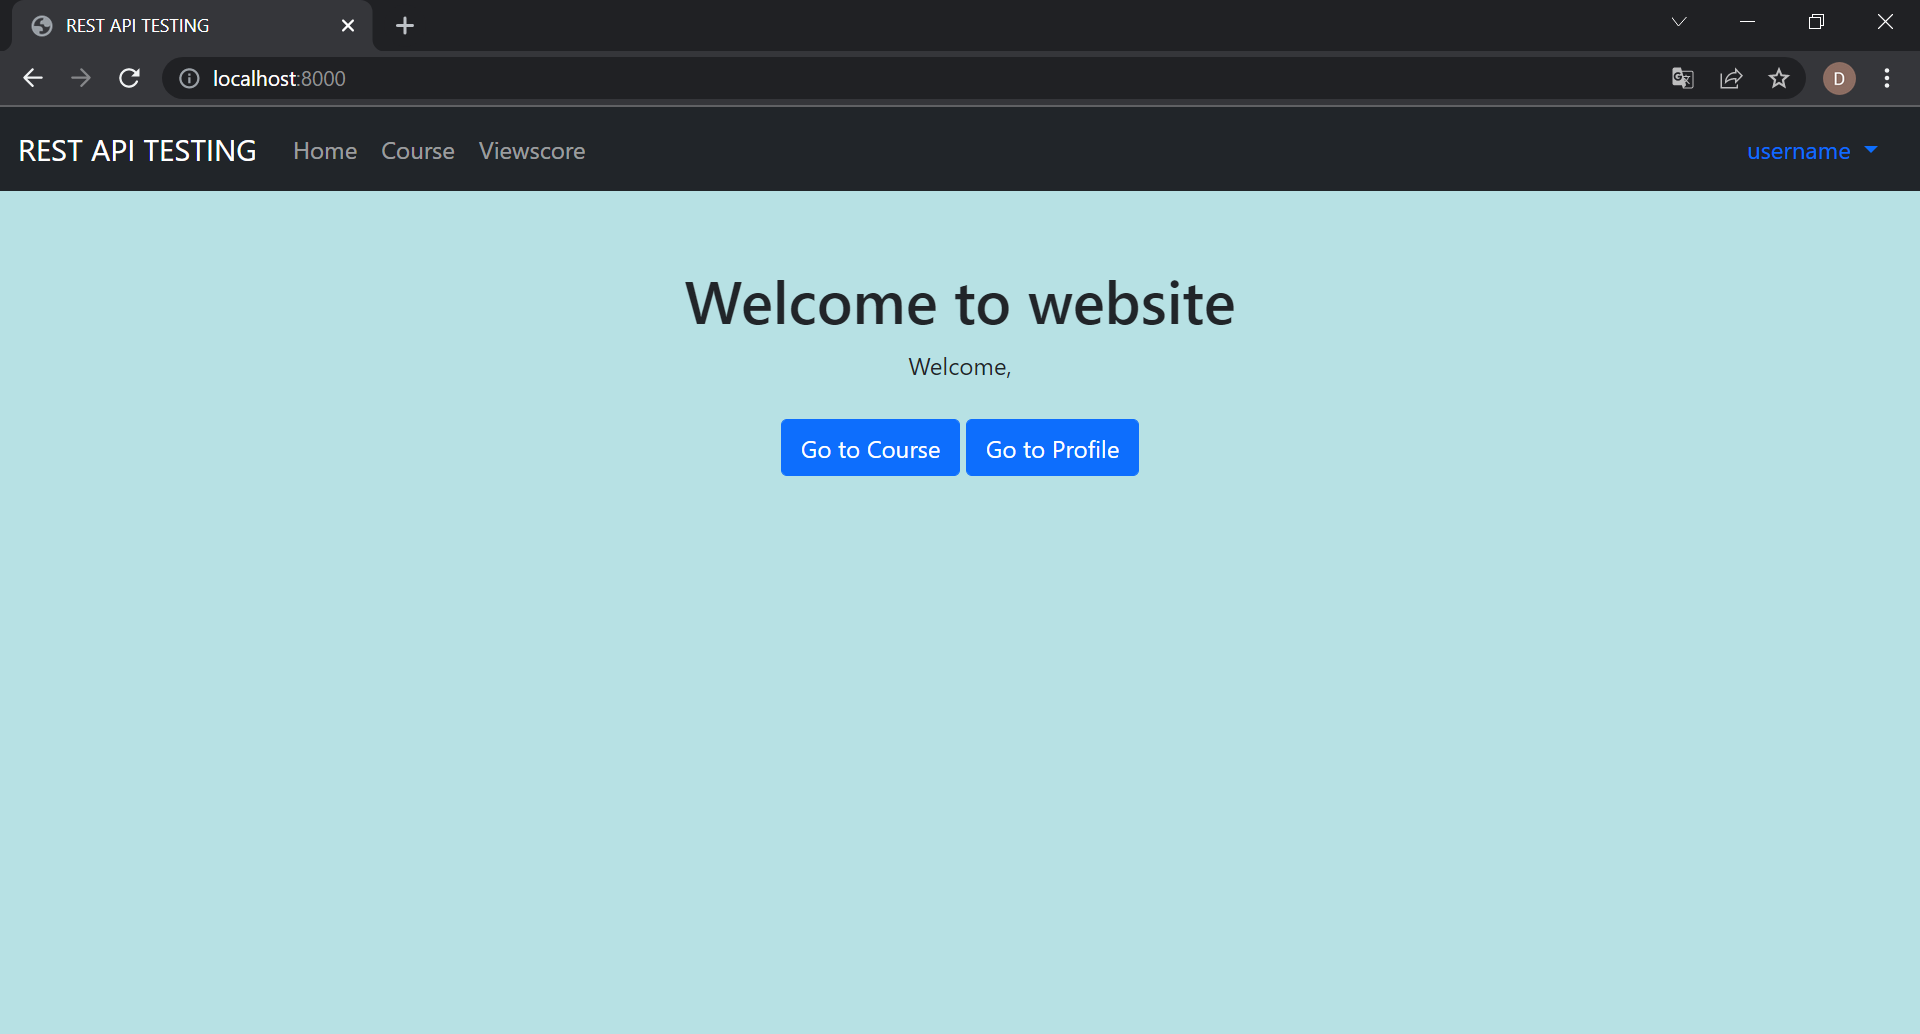 REST API TESTING
localhost:8000
D
REST API TESTING Home Course Viewscore username
Welcome to website
Welcome,
Go to Course Go to Profile